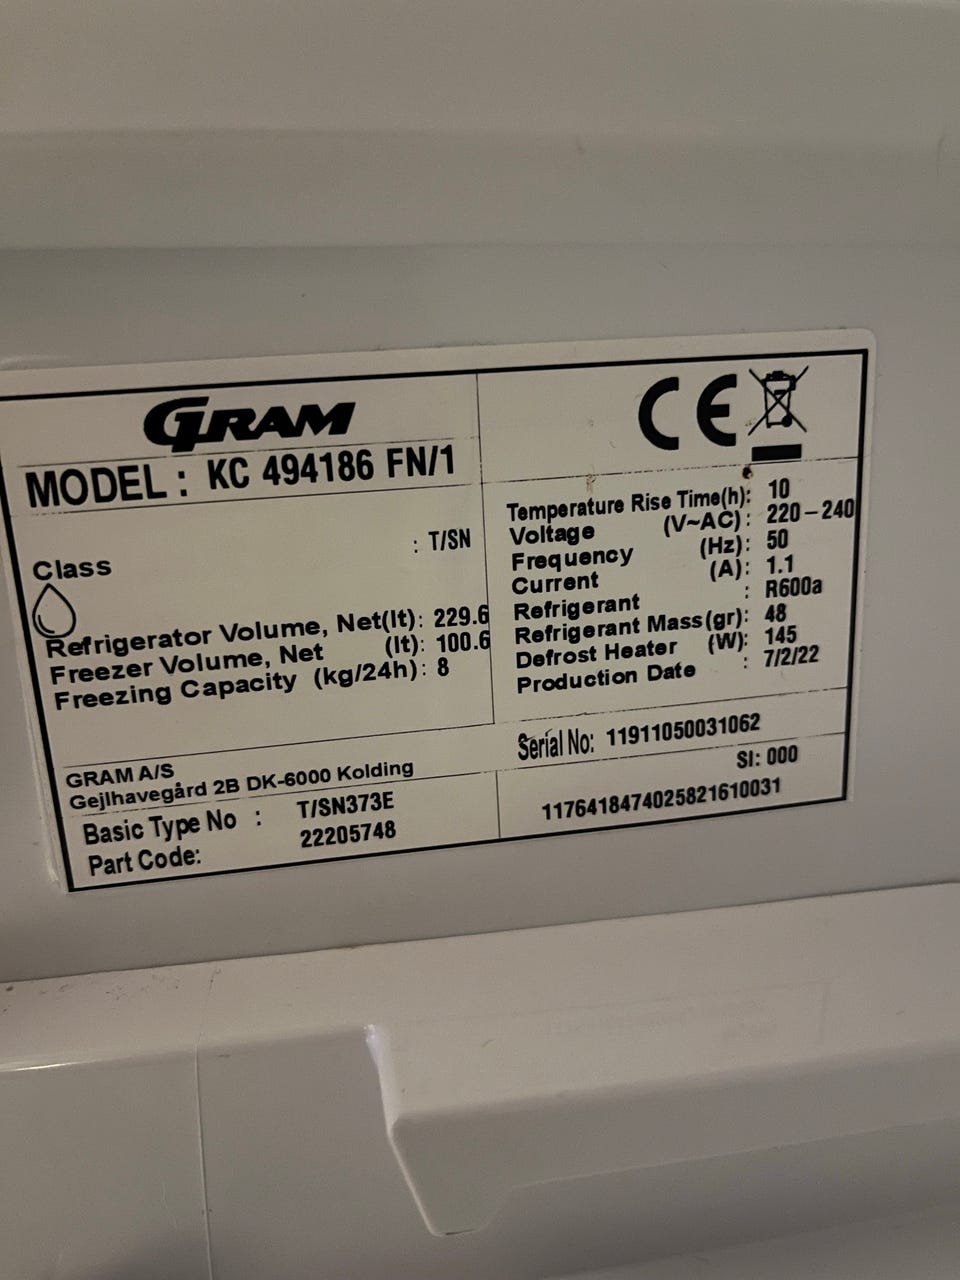 GRAM
MODEL : KC 494186 FN/1
Class : T/SN
Refrigerator Volume, Net(lt): 229.6
Freezer Volume, Net (lt): 100.6
Freezing Capacity (kg/24h): 8
CE
Temperature Rise Time(h): 10
Voltage (V~AC): 220 – 240
Frequency (Hz): 50
Current (A): 1.1
Refrigerant : R600a
Refrigerant Mass(gr): 48
Defrost Heater (W): 145
Production Date : 7/2/22
GRAM A/S
Gejlhavegård 2B DK-6000 Kolding
Serial No: 11911050031062
SI: 000
Basic Type No : T/SN373E
Part Code: 22205748
1176418474025821610031